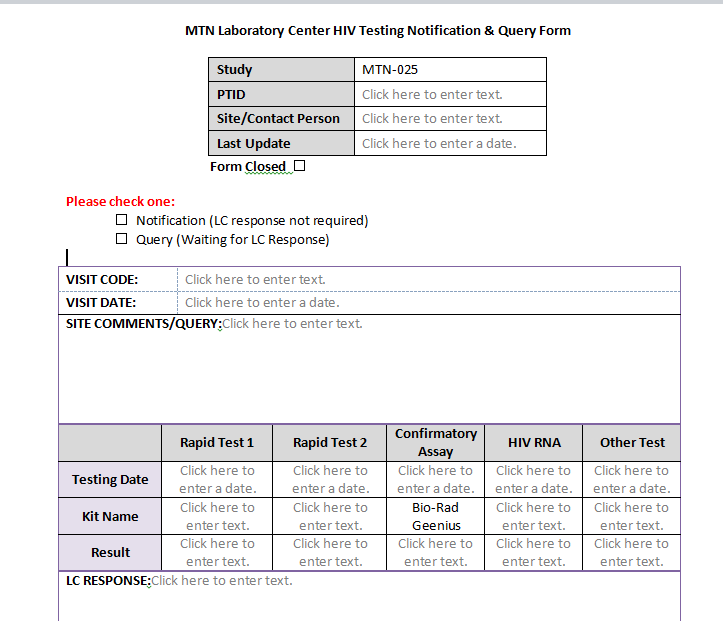 MTN Laboratory Center HIV Testing Notification & Query Form
Study MTN-025
PTID Click here to enter text.
Site/Contact Person Click here to enter text.
Last Update Click here to enter a date.
Form Closed ☐
Please check one:
☐ Notification (LC response not required)
☐ Query (Waiting for LC Response)
VISIT CODE: Click here to enter text.
VISIT DATE: Click here to enter a date.
SITE COMMENTS/QUERY:Click here to enter text.
Rapid Test 1 Rapid Test 2 Confirmatory Assay HIV RNA Other Test
Testing Date Click here to enter a date. Click here to enter a date. Click here to enter a date. Click here to enter a date. Click here to enter a date.
Kit Name Click here to enter text. Click here to enter text. Bio-Rad Geenius Click here to enter text. Click here to enter text.
Result Click here to enter text. Click here to enter text. Click here to enter text. Click here to enter text. Click here to enter text.
LC RESPONSE:Click here to enter text.